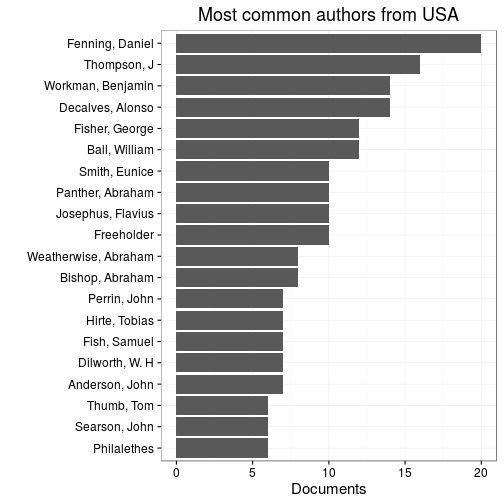 Most common authors from USA
Fenning, Daniel
Thompson, J
Workman, Benjamin
Decalves, Alonso
Fisher, George
Ball, William
Smith, Eunice
Panther, Abraham
Josephus, Flavius
Freeholder
Weatherwise, Abraham
Bishop, Abraham
Perrin, John
Hirte, Tobias
Fish, Samuel
Dilworth, W. H
Anderson, John
Thumb, Tom
Searson, John
Philalethes
0 5 10 15 20
Documents